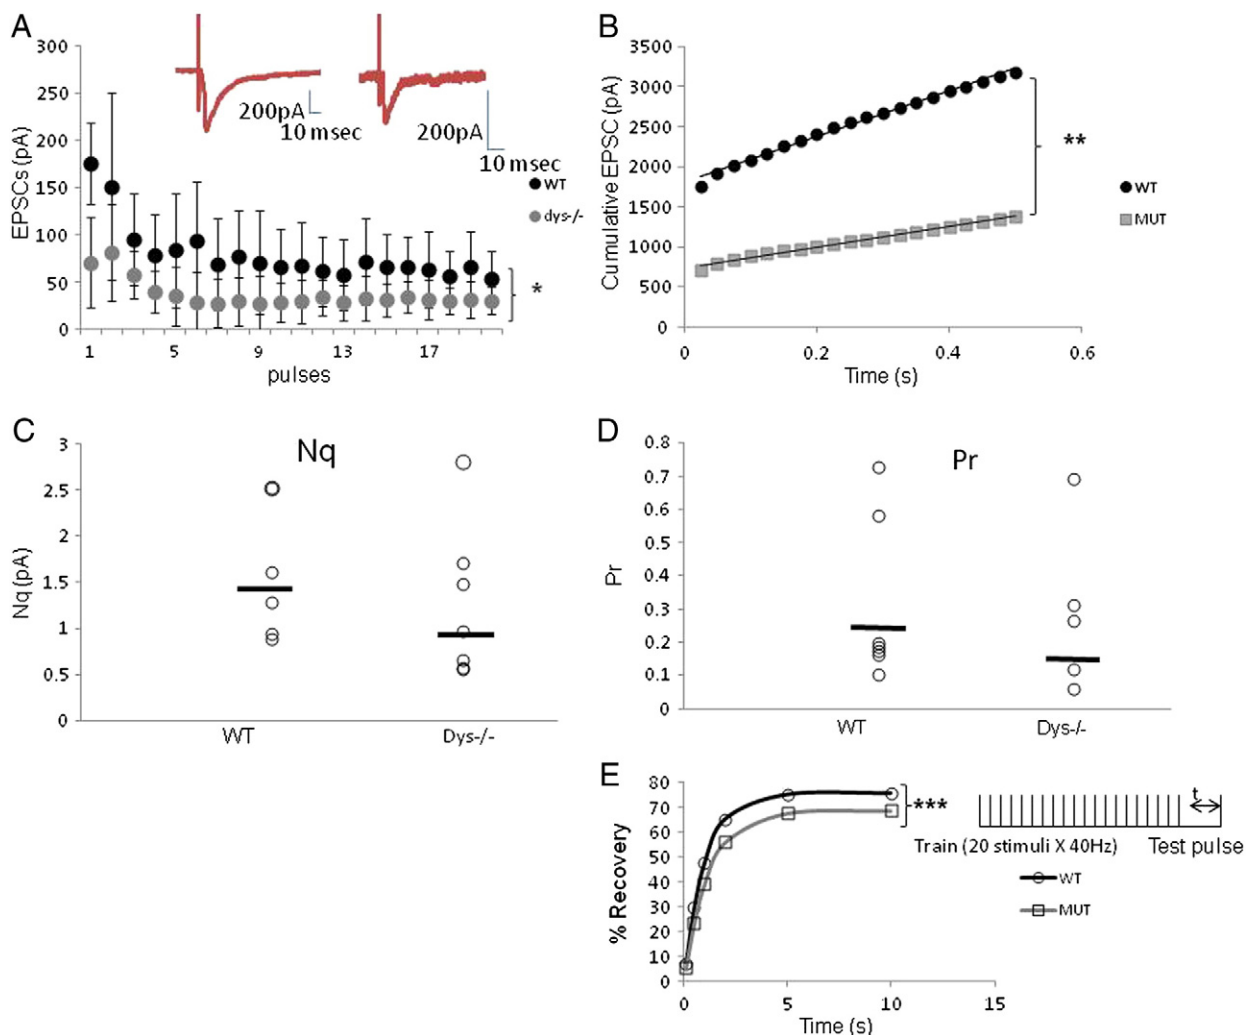 A
300
250
200
150
100
50
0
EPSCs (pA)
1
5
9
13
17
pulses
200pA
10 msec
200pA
10 msec
WT
dys-/-
*
B
3500
3000
2500
2000
1500
1000
500
0
Cumulative EPSC (pA)
0
0.2
0.4
0.6
Time (s)
**
WT
MUT
C
Nq
3
2.5
2
1.5
1
0.5
0
Nq (pA)
WT
Dys-/-
D
Pr
0.8
0.7
0.6
0.5
0.4
0.3
0.2
0.1
0
Pr
WT
Dys-/-
E
80
70
60
50
40
30
20
10
0
% Recovery
0
5
10
15
Time (s)
***
t
Train (20 stimuli X 40Hz)
Test pulse
WT
MUT